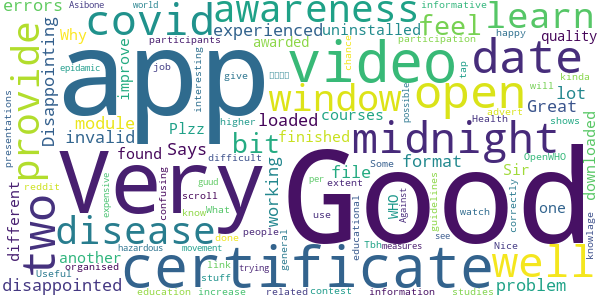 errors
Asibone
world
covid
awareness
informative
learn
participants
experienced
uninstalled
feel
happy
Why
awarded
participation
date
quality
epidamic
job
improve
interesting
give
chance
tap
Disappointing
app
video
open
provide
window
kinda
will
module
courses
possible
Health
advert
presentations
invalid
Plzz
loaded
lot
Great
shows
downloaded
bit
finished
midnight
found
Says
two
Very
Good
different
reddit
expensive
difficult
file
format
Sir
OpenWHO
confusing
guud
working
WHO
Some
per
extent
one
disease
scroll
use
Against
guidelines
watch
correctly
well
another
know
What
people
educational
Tbh
measures
see
Nice
knowlage
disappointed
certificate
problem
Useful
organised
hazardous
done
movement
link
stuff
general
trying
education
increase
related
contest
information
studies